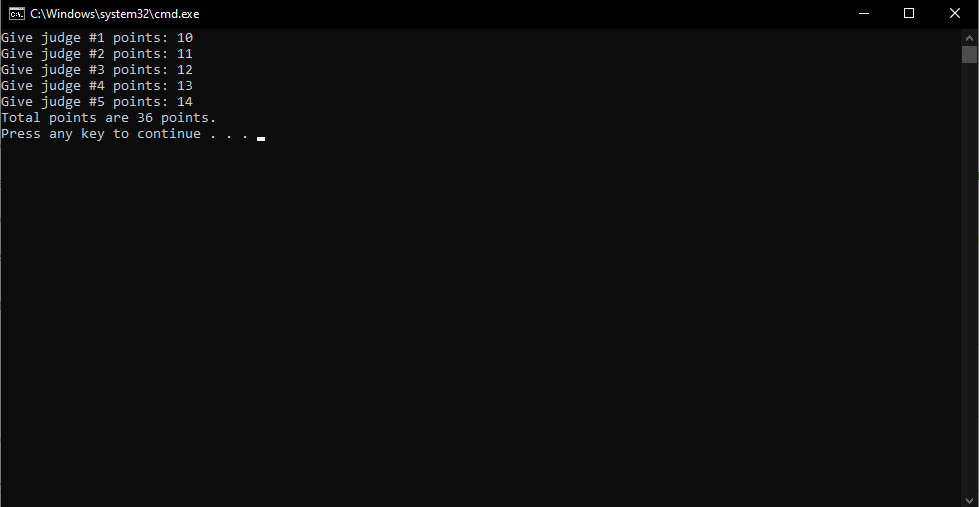 C:\Windows\system32\cmd.exe
Give judge #1 points: 10
Give judge #2 points: 11
Give judge #3 points: 12
Give judge #4 points: 13
Give judge #5 points: 14
Total points are 36 points.
Press any key to continue . . .